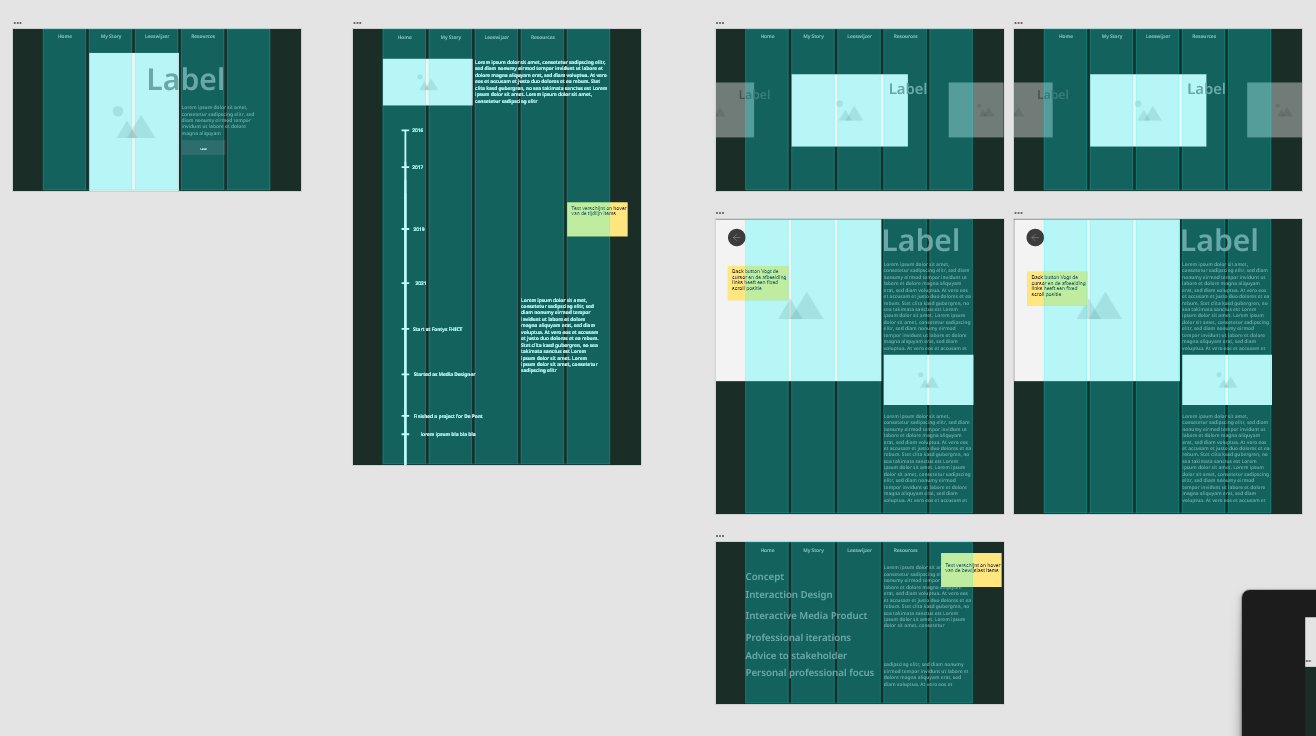 Home
My Story
Leeswijzer
Resources
Label
Lorem ipsum dolor sit amet,
consetetur sadipscing elitr,
sed diam nonumy eirmod tempor
invidunt ut labore et dolore
magna aliquyam
Home
My Story
Leeswijzer
Resources
Lorem ipsum dolor sit amet, consetetur sadipscing elitr,
sed diam nonumy eirmod tempor invidunt ut labore et
dolore magna aliquyam erat, sed diam voluptua. At vero
eos et accusam et justo duo dolores et ea rebum. Stet
clita kasd gubergren, no sea takimata sanctus est Lorem
ipsum dolor sit amet. Lorem ipsum dolor sit amet,
consetetur sadipscing elitr
2016
2017
2019
2021
Start at Fontys FHICT
Started as Media Designer
Finished a project for De Pont
lorem ipsum bla bla bla
Text verschijnt on hover
van de tijdlijn items
Lorem ipsum dolor sit amet,
consetetur sadipscing elitr,
sed diam nonumy eirmod
tempor invidunt ut labore
et dolore magna aliquyam
erat, sed diam voluptua. At
vero eos et accusam et
justo duo dolores et ea rebum.
Stet clita kasd gubergren, no sea
takimata sanctus est Lorem
ipsum dolor sit amet. Lorem
ipsum dolor sit amet, consetetur
sadipscing elitr
Home
My Story
Leeswijzer
Resources
Label
Label
Home
My Story
Leeswijzer
Resources
Label
Label
Label
Back button Vogt de
cursor en de afbeelding
links heeft een fixed
scroll positie
Lorem ipsum dolor sit amet,
consetetur sadipscing elitr, sed diam
nonumy eirmod tempor invidunt ut
labore et dolore magna aliquyam
erat, sed diam voluptua. At vero eos
et accusam et justo duo dolores et ea
rebum. Stet clita kasd gubergren, no
sea takimata sanctus est Lorem
ipsum dolor sit amet. Lorem ipsum
dolor sit amet, consetetur sadipscing
elitr, sed diam nonumy eirmod
tempor invidunt ut labore et dolore
magna aliquyam erat, sed diam
voluptua. At vero eos et accusam et
Lorem ipsum dolor sit amet,
consetetur sadipscing elitr, sed diam
nonumy eirmod tempor invidunt ut
labore et dolore magna aliquyam
erat, sed diam voluptua. At vero eos
et accusam et justo duo dolores et ea
rebum. Stet clita kasd gubergren, no
sea takimata sanctus est Lorem
ipsum dolor sit amet. Lorem ipsum
dolor sit amet, consetetur sadipscing
elitr, sed diam nonumy eirmod
tempor invidunt ut labore et dolore
magna aliquyam erat, sed diam
voluptua. At vero eos et accusam et
Label
Back button Vogt de
cursor en de afbeelding
links heeft een fixed
scroll positie
Lorem ipsum dolor sit amet,
consetetur sadipscing elitr, sed diam
nonumy eirmod tempor invidunt ut
labore et dolore magna aliquyam
erat, sed diam voluptua. At vero eos
et accusam et justo duo dolores et ea
rebum. Stet clita kasd gubergren, no
sea takimata sanctus est Lorem
ipsum dolor sit amet. Lorem ipsum
dolor sit amet, consetetur sadipscing
elitr, sed diam nonumy eirmod
tempor invidunt ut labore et dolore
magna aliquyam erat, sed diam
voluptua. At vero eos et accusam et
Lorem ipsum dolor sit amet,
consetetur sadipscing elitr, sed diam
nonumy eirmod tempor invidunt ut
labore et dolore magna aliquyam
erat, sed diam voluptua. At vero eos
et accusam et justo duo dolores et ea
rebum. Stet clita kasd gubergren, no
sea takimata sanctus est Lorem
ipsum dolor sit amet. Lorem ipsum
dolor sit amet, consetetur sadipscing
elitr, sed diam nonumy eirmod
tempor invidunt ut labore et dolore
magna aliquyam erat, sed diam
voluptua. At vero eos et accusam et
Home
My Story
Leeswijzer
Resources
Concept
Interaction Design
Interactive Media Product
Professional iterations
Advice to stakeholder
Personal professional focus
Text verschijnt on hover
van de bewijslast items
Lorem ipsum dolor sit
consetetur sadipscing
nonumy eirmod tempor
labore et dolore magna
erat, sed diam voluptua. At vero eos
et accusam et justo duo dolores et ea
rebum. Stet clita kasd gubergren, no
sea takimata sanctus est Lorem
ipsum dolor sit amet. Lorem ipsum
dolor sit amet, consetetur
sadipscing elitr, sed diam nonumy
eirmod tempor invidunt ut labore et
dolore magna aliquyam erat, sed
diam voluptua. At vero eos et